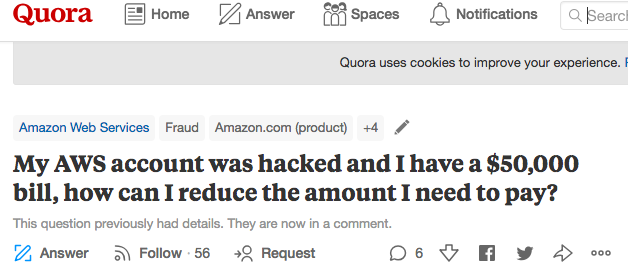 Quora Home Answer Spaces Notifications Search
Quora uses cookies to improve your experience.
Amazon Web Services Fraud Amazon.com (product) +4
My AWS account was hacked and I have a $50,000
bill, how can I reduce the amount I need to pay?
This question previously had details. They are now in a comment.
Answer Follow · 56 Request 6